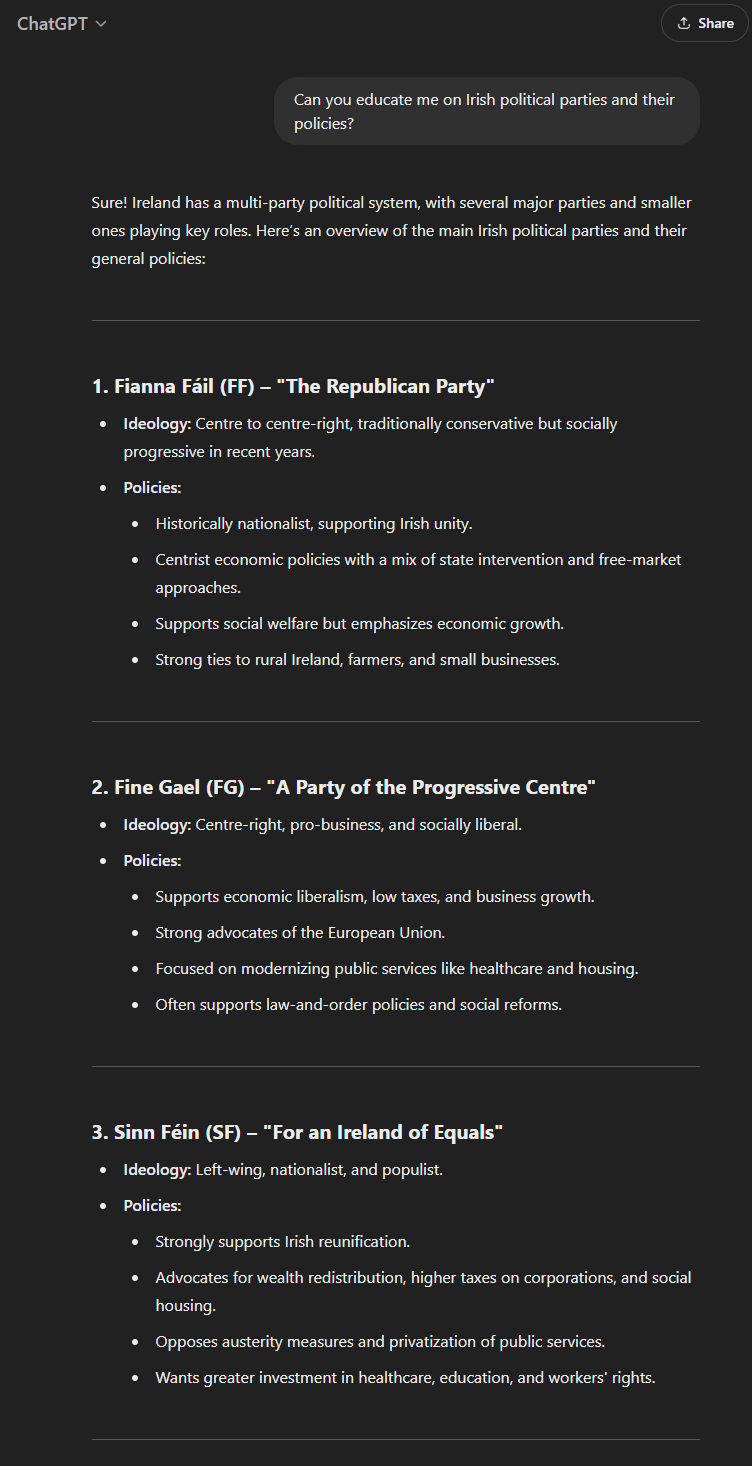 ChatGPT
Share
Can you educate me on Irish political parties and their
policies?
Sure! Ireland has a multi-party political system, with several major parties and smaller
ones playing key roles. Here's an overview of the main Irish political parties and their
general policies:
1. Fianna Fáil (FF) – "The Republican Party"
• Ideology: Centre to centre-right, traditionally conservative but socially
progressive in recent years.
• Policies:
• Historically nationalist, supporting Irish unity.
• Centrist economic policies with a mix of state intervention and free-market
approaches.
• Supports social welfare but emphasizes economic growth.
• Strong ties to rural Ireland, farmers, and small businesses.
2. Fine Gael (FG) – "A Party of the Progressive Centre"
• Ideology: Centre-right, pro-business, and socially liberal.
• Policies:
• Supports economic liberalism, low taxes, and business growth.
• Strong advocates of the European Union.
• Focused on modernizing public services like healthcare and housing.
• Often supports law-and-order policies and social reforms.
3. Sinn Féin (SF) – "For an Ireland of Equals"
• Ideology: Left-wing, nationalist, and populist.
• Policies:
• Strongly supports Irish reunification.
• Advocates for wealth redistribution, higher taxes on corporations, and social
housing.
• Opposes austerity measures and privatization of public services.
• Wants greater investment in healthcare, education, and workers' rights.